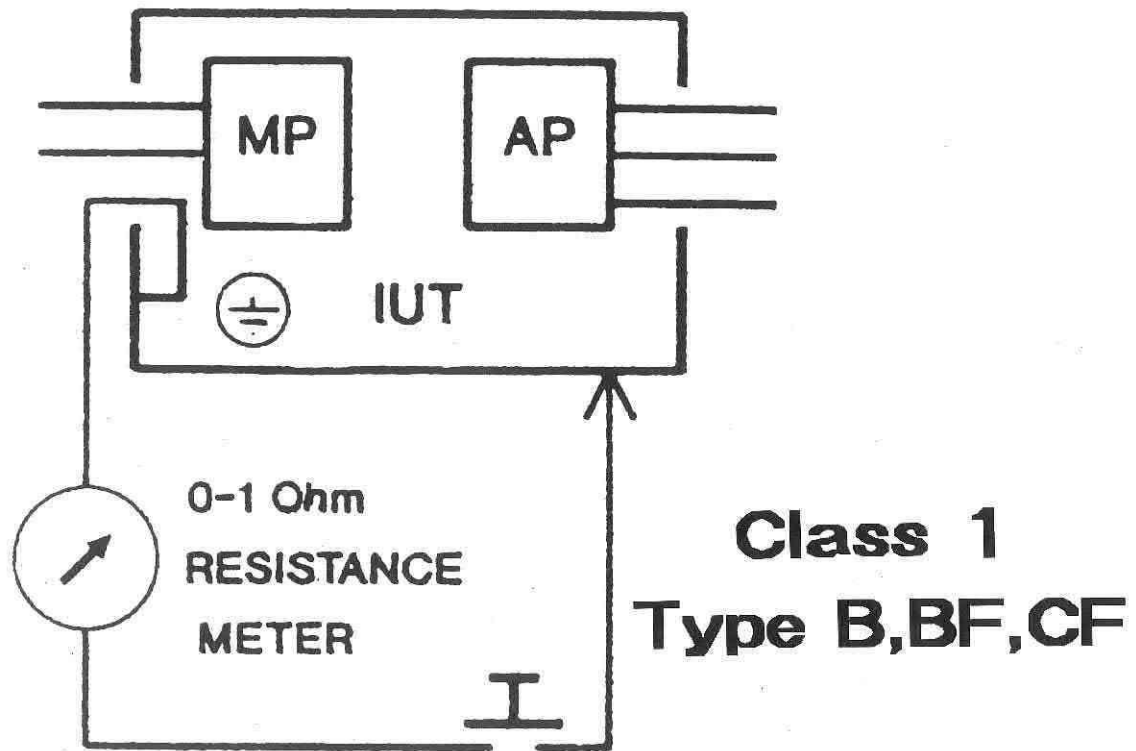 MP
AP
IUT
0-1 Ohm
RESISTANCE
METER
Class 1
Type B,BF,CF